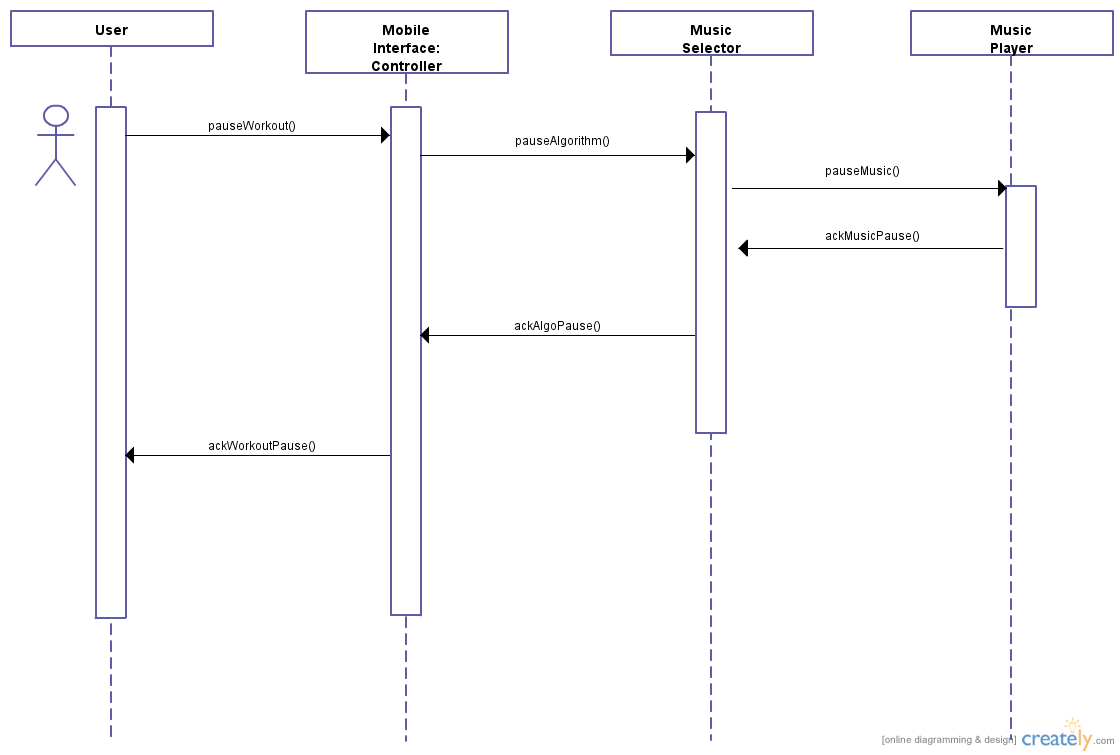 User
Mobile
Interface:
Controller
Music
Selector
Music
Player
pauseWorkout()
pauseAlgorithm()
pauseMusic()
ackMusicPause()
ackAlgoPause()
ackWorkoutPause()
[online diagramming & design] creately.com